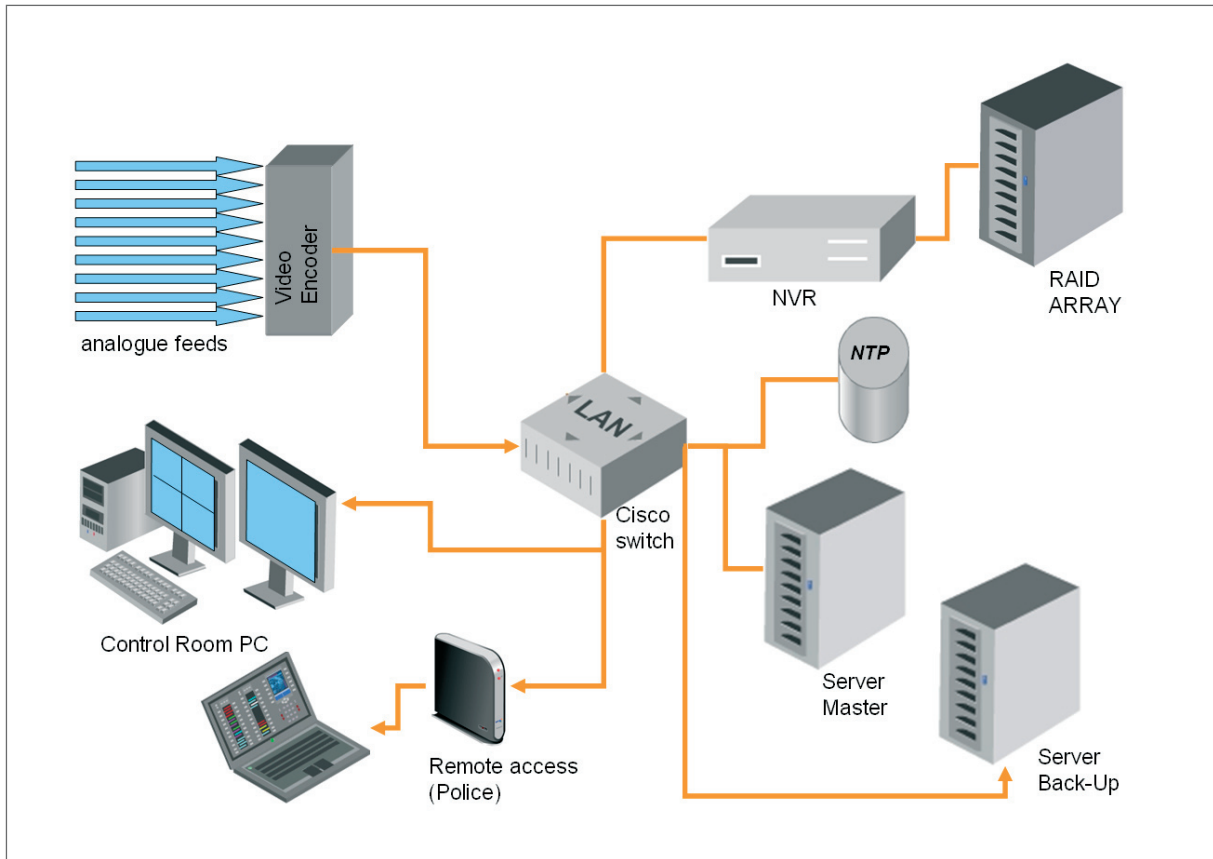 Video
Encoder
analogue feeds
NVR
RAID
ARRAY
NTP
LAN
Cisco
switch
Control Room PC
Server
Master
Remote access
(Police)
Server
Back-Up